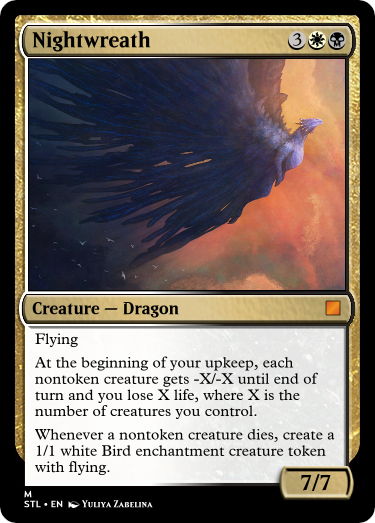 Nightwreath 3
Creature — Dragon
Flying
At the beginning of your upkeep, each
nontoken creature gets -X/-X until end of
turn and you lose X life, where X is the
number of creatures you control.
Whenever a nontoken creature dies, create a
1/1 white Bird enchantment creature token
with flying.
7/7
M
STL • EN Yuliya Zabelina